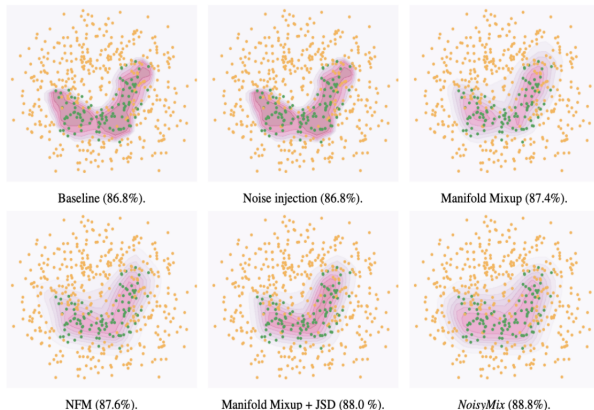 Baseline (86.8%).
Noise injection (86.8%).
Manifold Mixup (87.4%).
NFM (87.6%).
Manifold Mixup + JSD (88.0 %).
NoisyMix (88.8%).